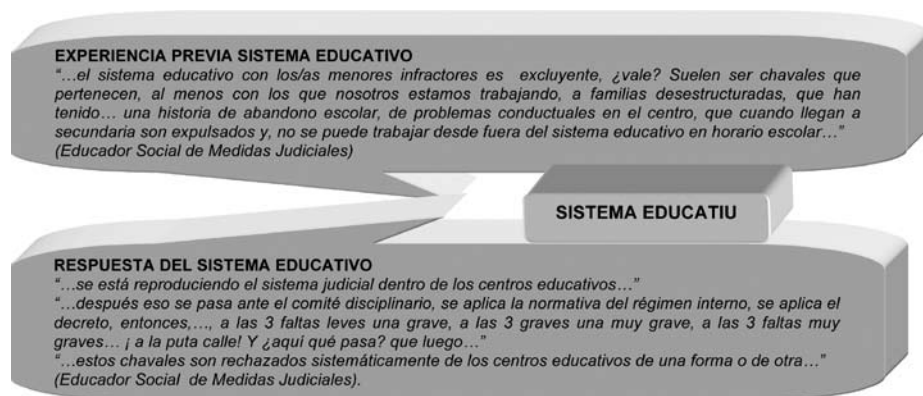 EXPERIENCIA PREVIA SISTEMA EDUCATIVO
“…el sistema educativo con los/as menores infractores es excluyente, ¿vale? Suelen ser chavales que
pertenecen, al menos con los que nosotros estamos trabajando, a familias desestructuradas, que han
tenido… una historia de abandono escolar, de problemas conductuales en el centro, que cuando llegan a
secundaria son expulsados y, no se puede trabajar desde fuera del sistema educativo en horario escolar…”
(Educador Social de Medidas Judiciales)
SISTEMA EDUCATIU
RESPUESTA DEL SISTEMA EDUCATIVO
“…se está reproduciendo el sistema judicial dentro de los centros educativos…”
“…después eso se pasa ante el comité disciplinario, se aplica la normativa del régimen interno, se aplica el
decreto, entonces,…, a las 3 faltas leves una grave, a las 3 graves una muy grave, a las 3 faltas muy
graves… ¡ a la puta calle! Y ¿aquí qué pasa? que luego…”
“…estos chavales son rechazados sistemáticamente de los centros educativos de una forma o de otra…”
(Educador Social de Medidas Judiciales).